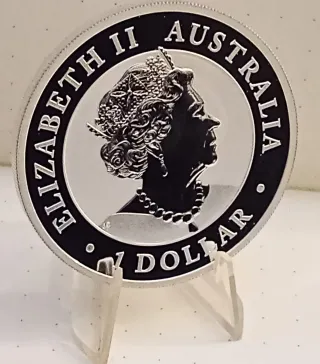 ELIZABETH II AUSTRALIA
• 1 DOLLAR •